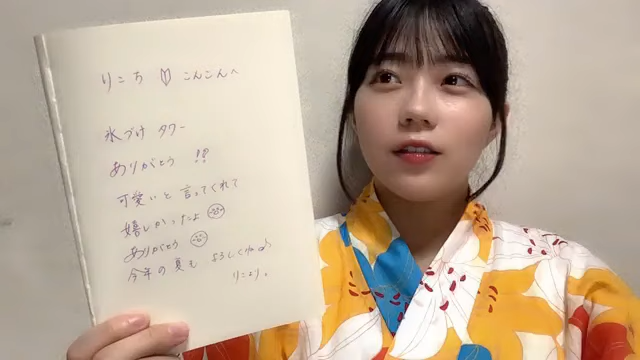 りこち♡こんこんへ
氷づけ タワー
ありがとう !!
可愛いと 言ってくれて
嬉しかったよ
ありがとう
今年の夏も よろしくね♪
りこより。